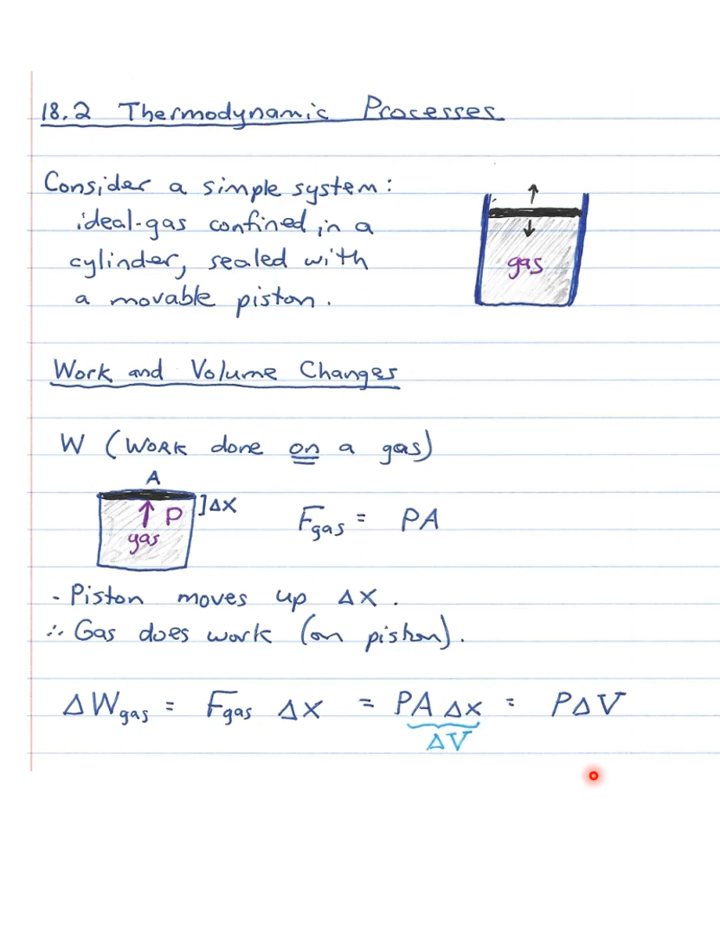 18.2 Thermodynamic Processes
Consider a simple system:
ideal-gas confined in a
cylinder, sealed with
a movable piston.
gas
Work and Volume Changes
W (WORK done on a gas)
A
]ΔX
P
gas
Fgas = PA
- Piston moves up ΔX.
∴ Gas does work (on piston).
ΔWgas = Fgas ΔX = PA ΔX = PΔV
ΔV